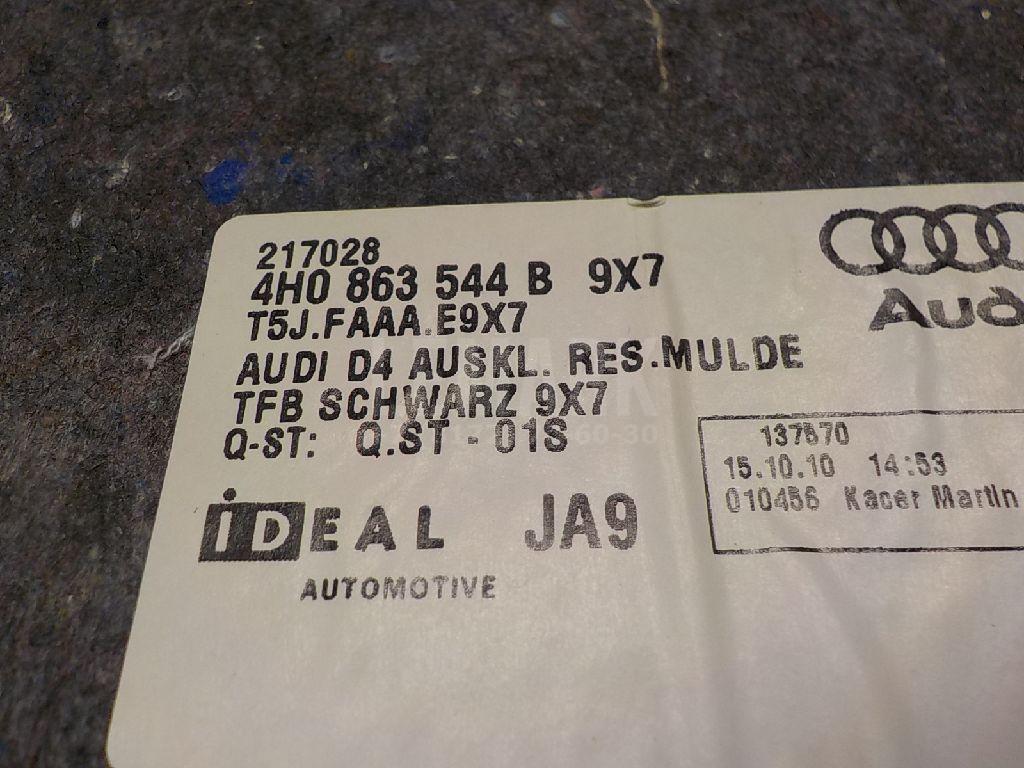 217028
4H0 863 544 B 9X7
T5J.FAAA.E9X7
AUDI D4 AUSKL. RES.MULDE
TFB SCHWARZ 9X7
Q-ST: Q.ST - 01S
iDEAL JA9
AUTOMOTIVE
Aud
137570
15.10.10 14:53
010456 Kacer Martin